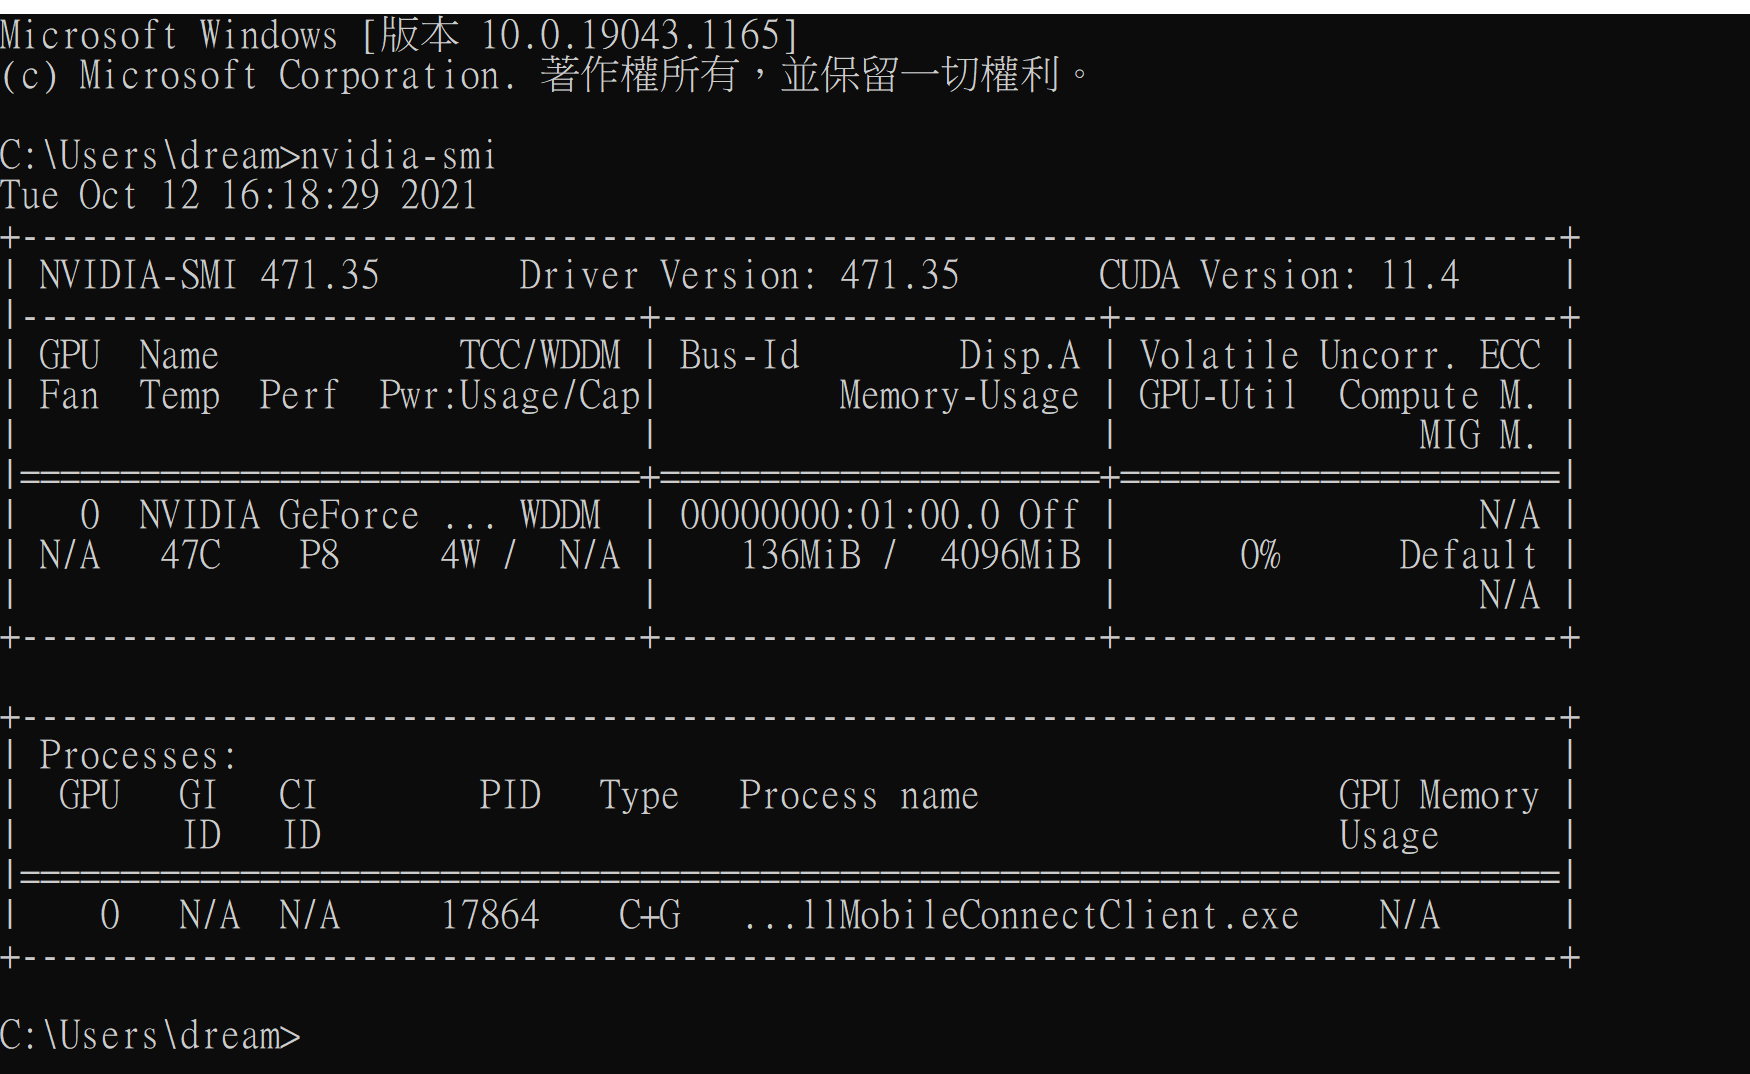 Microsoft Windows [版本 10.0.19043.1165]
(c) Microsoft Corporation. 著作權所有，並保留一切權利。

C:\Users\dream>nvidia-smi
Tue Oct 12 16:18:29 2021
+-----------------------------------------------------------------------------+
| NVIDIA-SMI 471.35       Driver Version: 471.35       CUDA Version: 11.4     |
|-------------------------------+----------------------+----------------------+
| GPU  Name            TCC/WDDM | Bus-Id        Disp.A | Volatile Uncorr. ECC |
| Fan  Temp  Perf  Pwr:Usage/Cap|         Memory-Usage | GPU-Util  Compute M. |
|                               |                      |               MIG M. |
|===============================+======================+======================|
|   0  NVIDIA GeForce ... WDDM  | 00000000:01:00.0 Off |                  N/A |
| N/A   47C    P8     4W /  N/A |    136MiB /  4096MiB |      0%      Default |
|                               |                      |                  N/A |
+-------------------------------+----------------------+----------------------+

+-----------------------------------------------------------------------------+
| Processes:                                                                  |
|  GPU   GI   CI        PID   Type   Process name                  GPU Memory |
|        ID   ID                                                   Usage      |
|=============================================================================|
|    0   N/A  N/A     17864    C+G   ...llMobileConnectClient.exe    N/A      |
+-----------------------------------------------------------------------------+

C:\Users\dream>